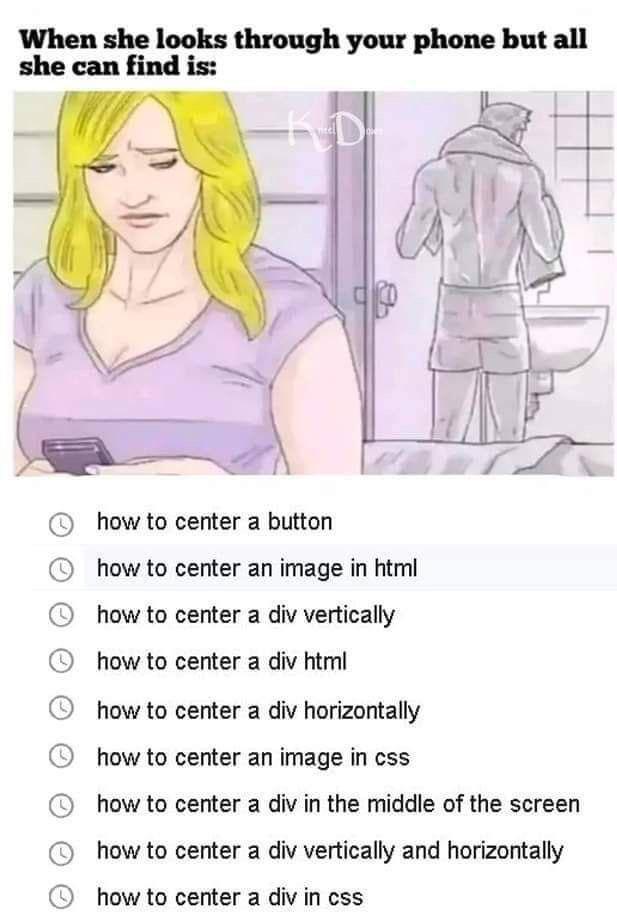 When she looks through your phone but all
she can find is:
how to center a button
how to center an image in html
how to center a div vertically
how to center a div html
how to center a div horizontally
how to center an image in css
how to center a div in the middle of the screen
how to center a div vertically and horizontally
how to center a div in css